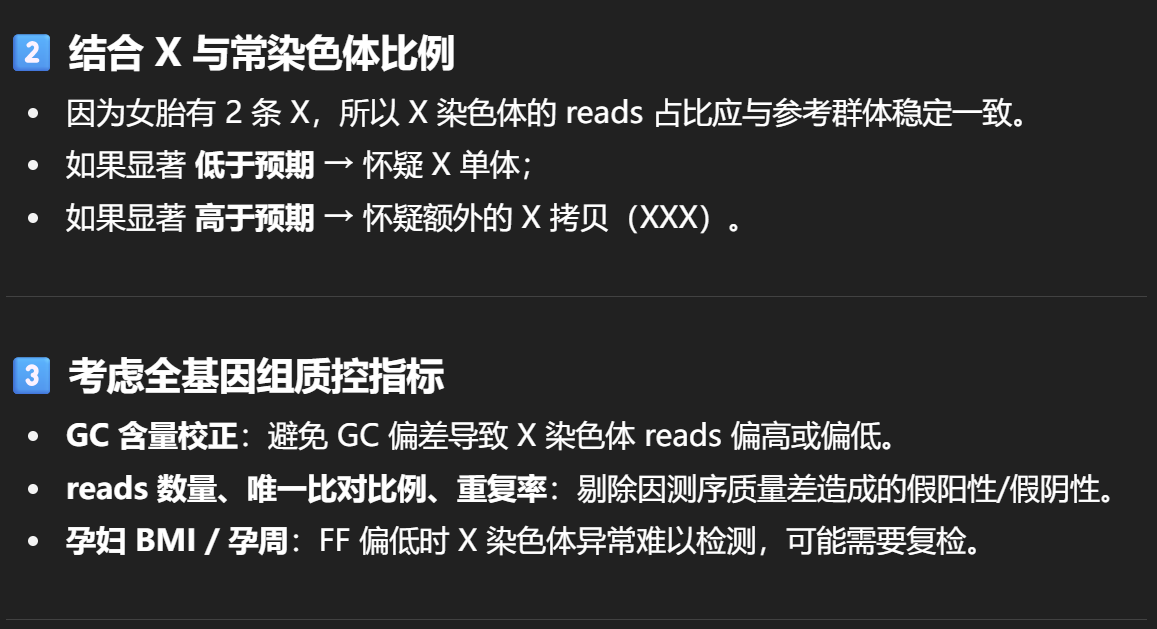 2 结合 X 与常染色体比例
• 因为女胎有 2 条 X，所以 X 染色体的 reads 占比应与参考群体稳定一致。
• 如果显著 低于预期 → 怀疑 X 单体；
• 如果显著 高于预期 → 怀疑额外的 X 拷贝（XXX）。
3 考虑全基因组质控指标
• GC 含量校正：避免 GC 偏差导致 X 染色体 reads 偏高或偏低。
• reads 数量、唯一比对比例、重复率：剔除因测序质量差造成的假阳性/假阴性。
• 孕妇 BMI / 孕周：FF 偏低时 X 染色体异常难以检测，可能需要复检。